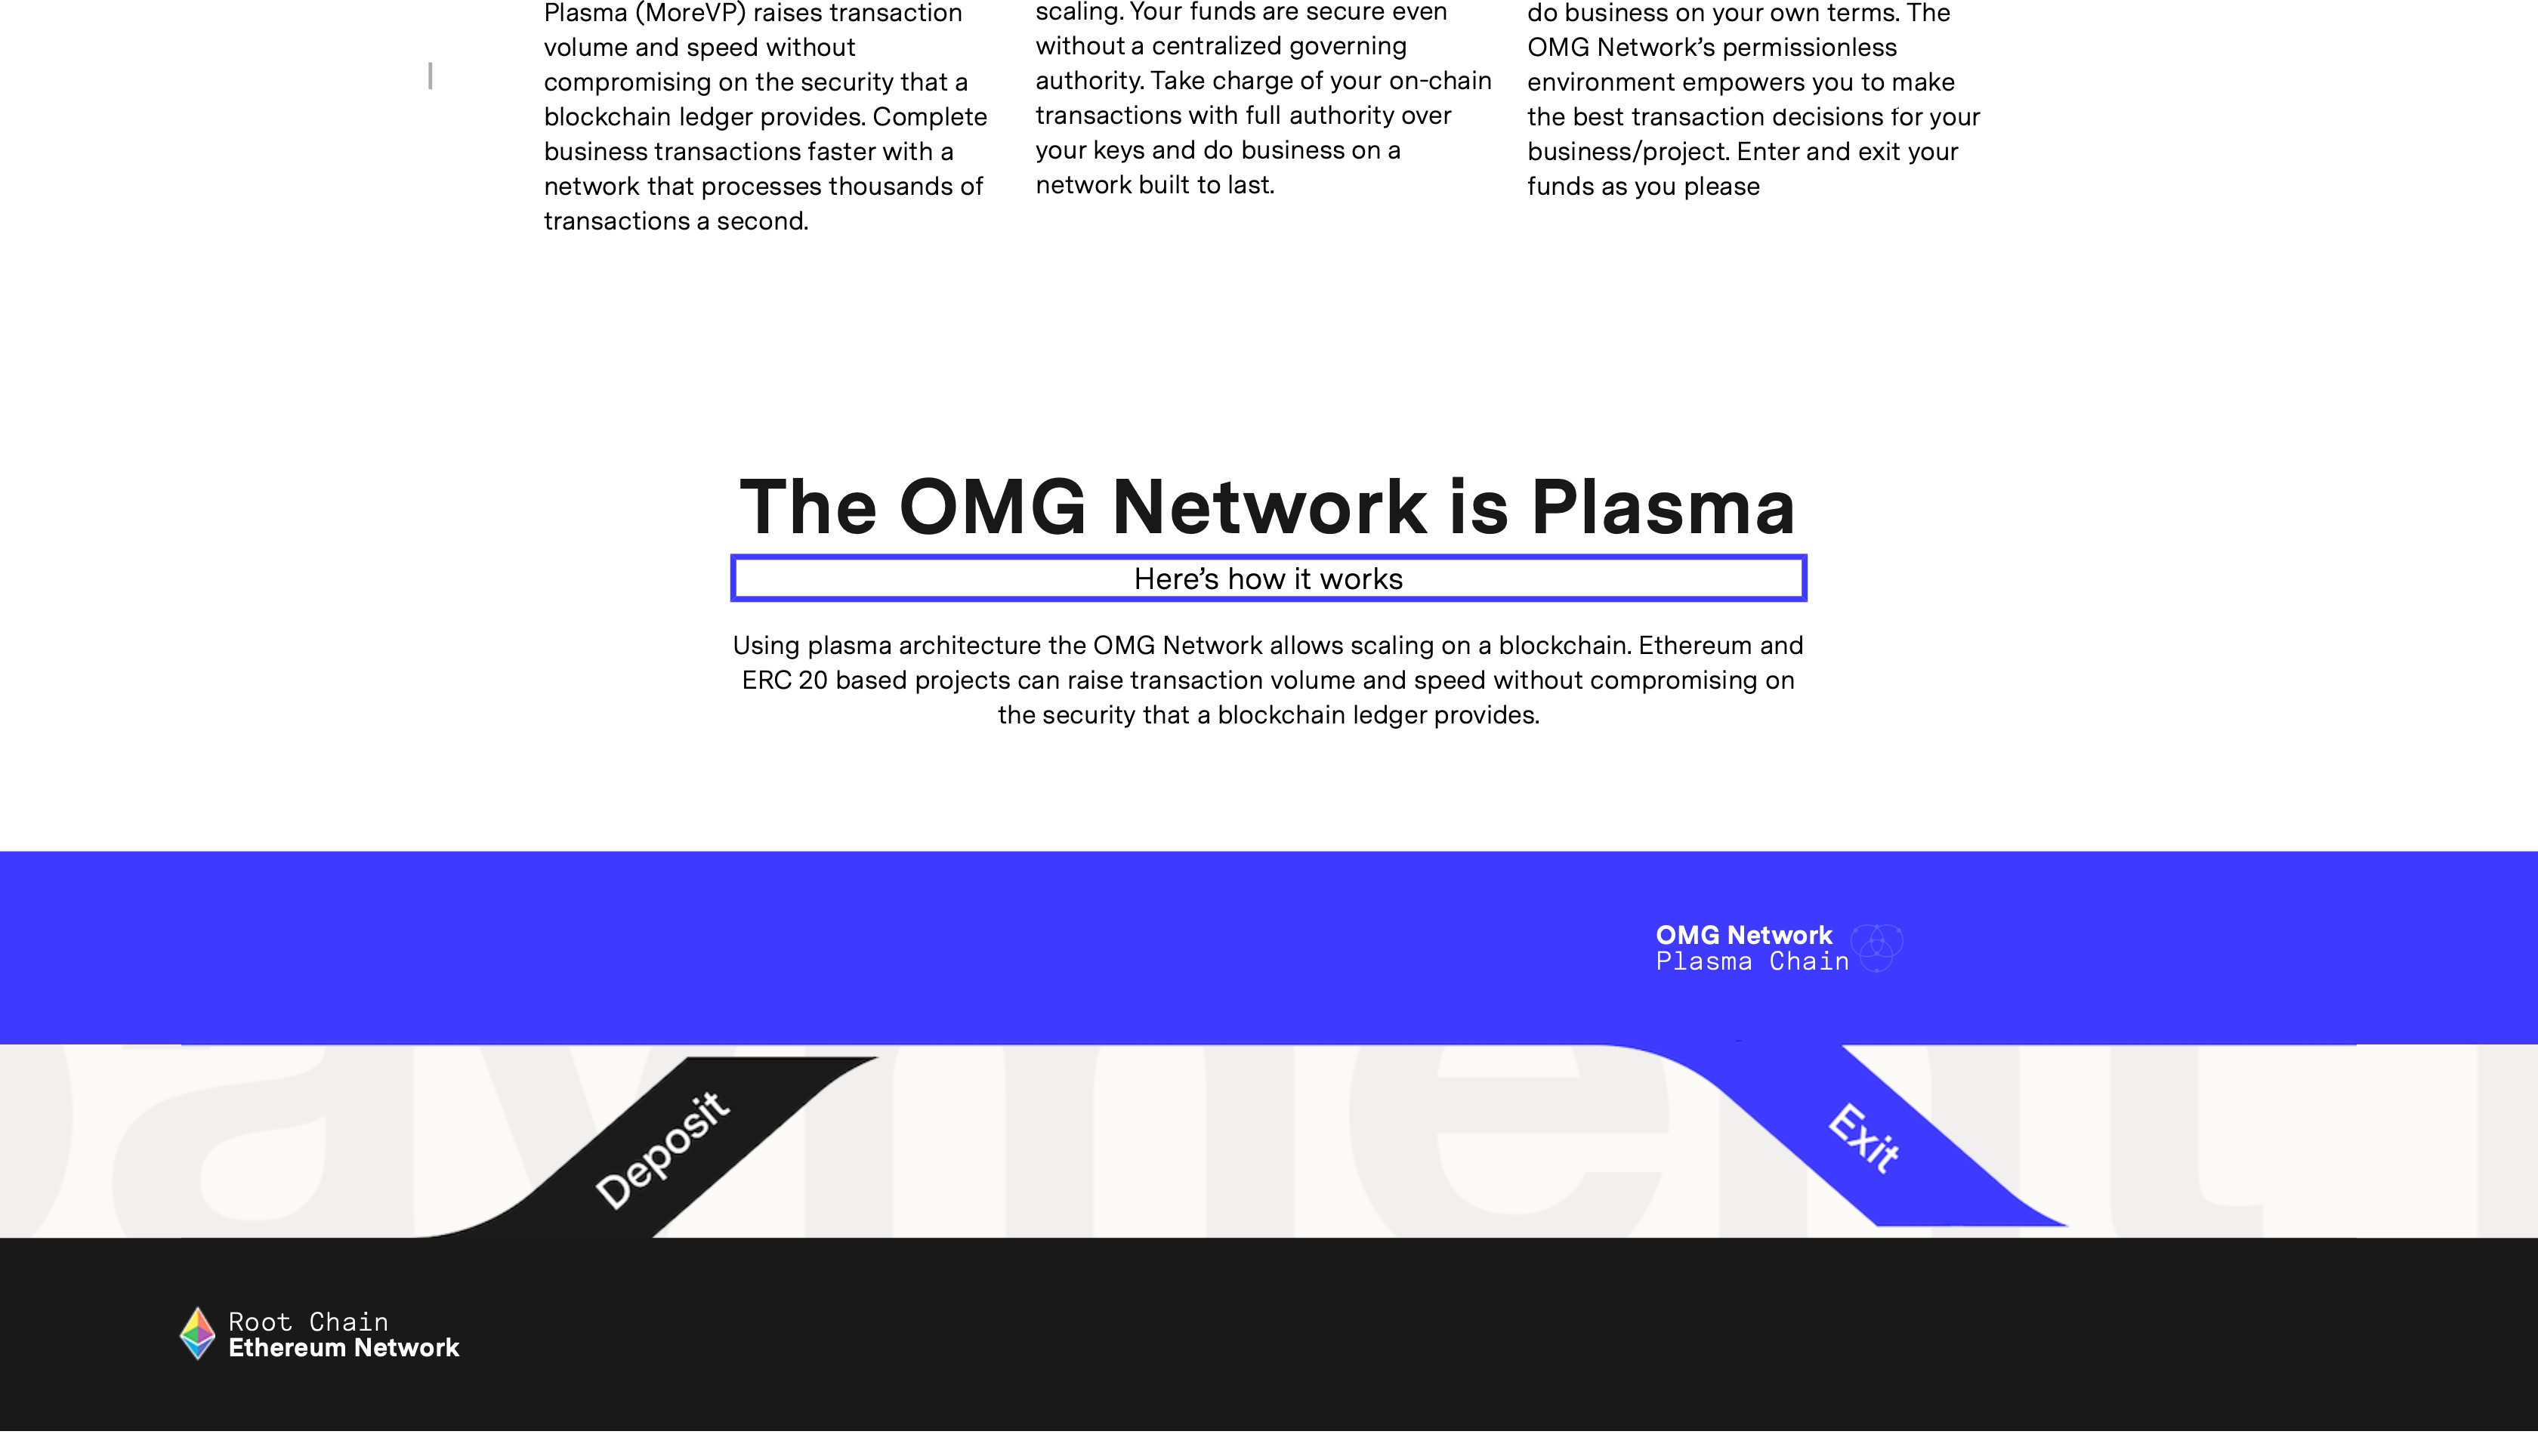 Plasma (MoreVP) raises transaction
volume and speed without
compromising on the security that a
blockchain ledger provides. Complete
business transactions faster with a
network that processes thousands of
transactions a second.
scaling. Your funds are secure even
without a centralized governing
authority. Take charge of your on-chain
transactions with full authority over
your keys and do business on a
network built to last.
do business on your own terms. The
OMG Network’s permissionless
environment empowers you to make
the best transaction decisions for your
business/project. Enter and exit your
funds as you please
The OMG Network is Plasma
Here’s how it works
Using plasma architecture the OMG Network allows scaling on a blockchain. Ethereum and
ERC 20 based projects can raise transaction volume and speed without compromising on
the security that a blockchain ledger provides.
OMG Network
Plasma Chain
payment
Deposit
Exit
Root Chain
Ethereum Network